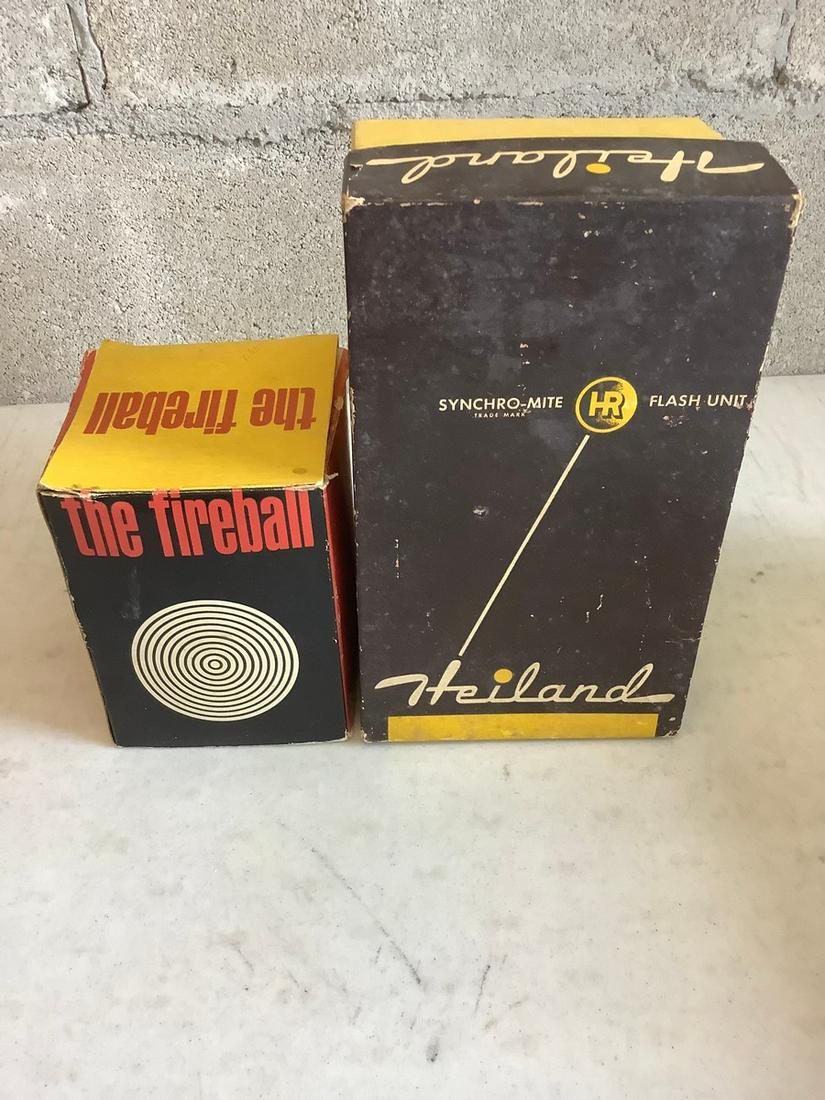 the fireball
the fireball
Heiland
SYNCHRO-MITE HR FLASH UNIT
TRADE MARK
Heiland